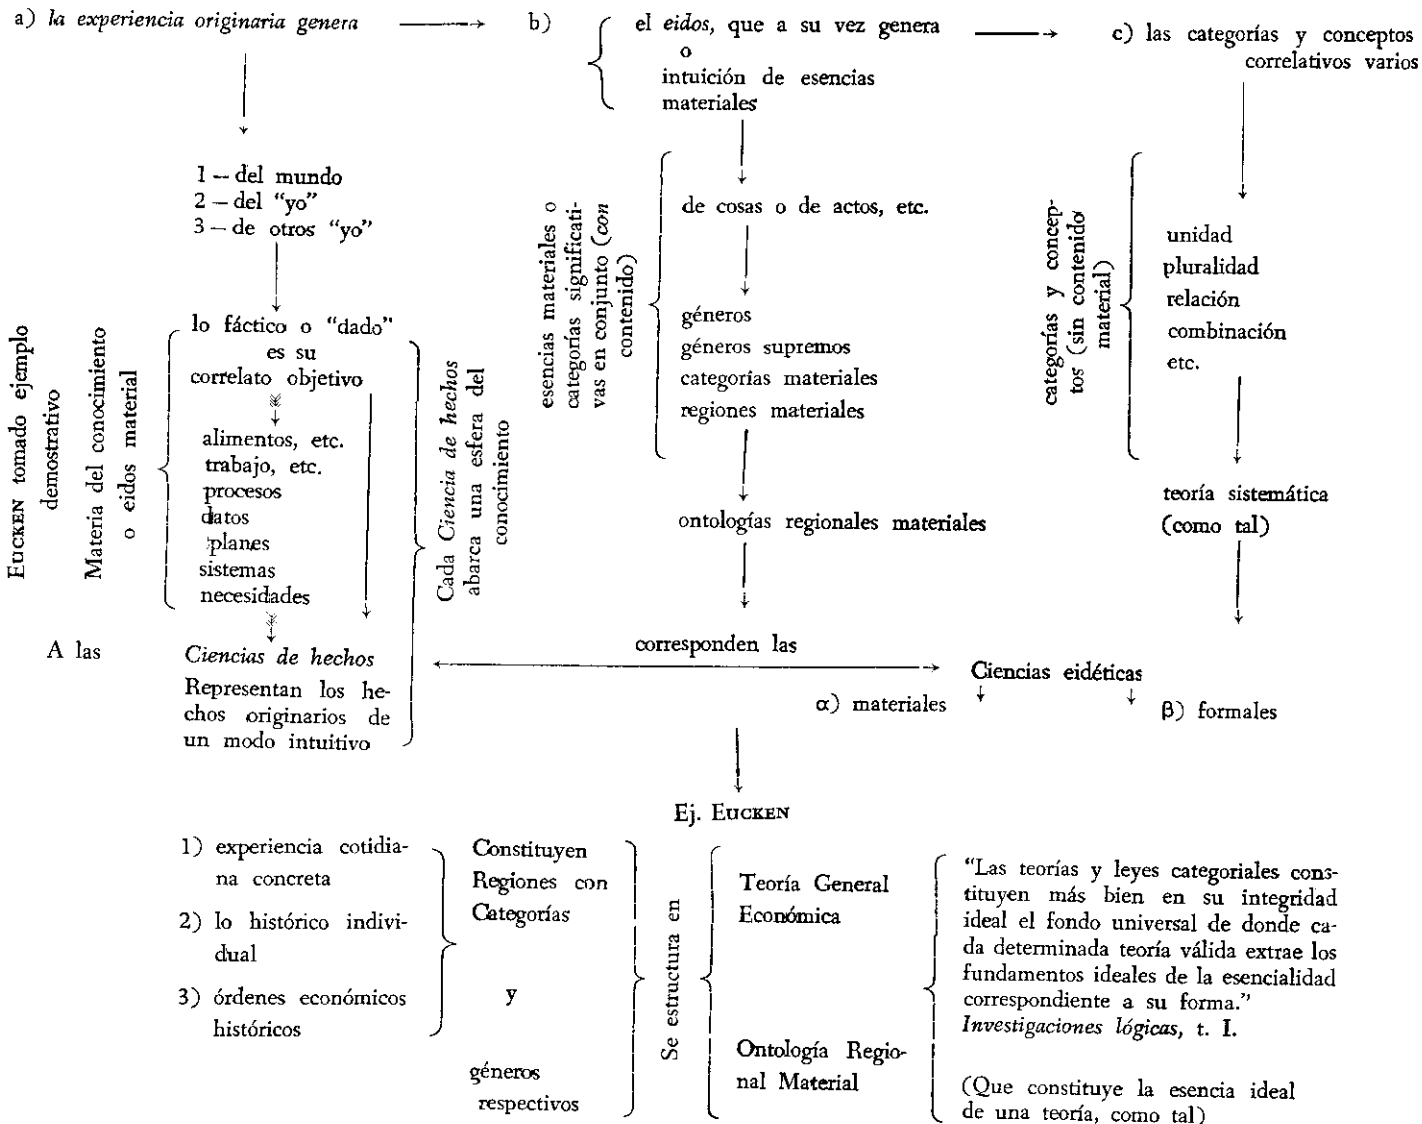 a) la experiencia originaria genera
b)
el eidos, que a su vez genera
o
intuición de esencias
materiales
c) las categorías y conceptos
correlativos varios
1 — del mundo
2 — del “yo”
3 — de otros “yo”
lo fáctico o “dado”
es su
correlato objetivo
alimentos, etc.
trabajo, etc.
procesos
datos
planes
sistemas
necesidades
EUCKEN tomado ejemplo
demostrativo
Materia del conocimiento
o eidos material
Cada Ciencia de hechos
abarca una esfera del
conocimiento
esencias materiales o
categorías significati-
vas en conjunto (con
contenido)
de cosas o de actos, etc.
géneros
géneros supremos
categorías materiales
regiones materiales
ontologías regionales materiales
categorías y concep-
tos (sin contenido
material)
unidad
pluralidad
relación
combinación
etc.
teoría sistemática
(como tal)
A las
Ciencias de hechos
Representan los he-
chos originarios de
un modo intuitivo
corresponden las
Ciencias eidéticas
α) materiales
β) formales
Ej. EUCKEN
1) experiencia cotidia-
na concreta
2) lo histórico indivi-
dual
3) órdenes económicos
históricos
Constituyen
Regiones con
Categorías
y
géneros
respectivos
Se estructura en
Teoría General
Económica
Ontología Regio-
nal Material
“Las teorías y leyes categoriales cons-
tituyen más bien en su integridad
ideal el fondo universal de donde ca-
da determinada teoría válida extrae los
fundamentos ideales de la esencialidad
correspondiente a su forma.”
Investigaciones lógicas, t. I.
(Que constituye la esencia ideal
de una teoría, como tal)